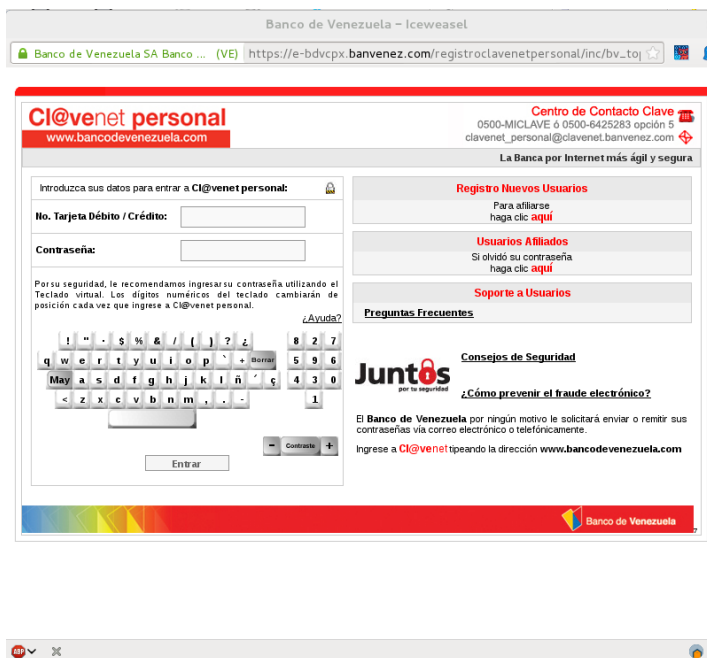 Banco de Venezuela – Iceweasel
Banco de Venezuela SA Banco ... (VE) https://e-bdvcpx.banvenez.com/registroclavenetpersonal/inc/bv_to
Cl@venet personal
www.bancodevenezuela.com
Centro de Contacto Clave
0500-MICLAVE ó 0500-6425283 opción 5
clavenet_personal@clavenet.banvenez.com
La Banca por Internet más ágil y segura
Introduzca sus datos para entrar a Cl@venet personal:
No. Tarjeta Débito / Crédito:
Contraseña:
Por su seguridad, le recomendamos ingresar su contraseña utilizando el
Teclado virtual. Los dígitos numéricos del teclado cambiarán de
posición cada vez que ingrese a Cl@venet personal.
¿Ayuda?
! " · $ % & / ( ) ? ¿ 8 2 7
q w e r t y u i o p ` + Borrar 5 9 6
May a s d f g h j k l ñ ´ ç 4 3 0
< z x c v b n m , . - 1
- Contraste +
Entrar
Registro Nuevos Usuarios
Para afiliarse
haga clic aquí
Usuarios Afiliados
Si olvidó su contraseña
haga clic aquí
Soporte a Usuarios
Preguntas Frecuentes
Juntos
por tu seguridad
Consejos de Seguridad
¿Cómo prevenir el fraude electrónico?
El Banco de Venezuela por ningún motivo le solicitará enviar o remitir sus
contraseñas vía correo electrónico o telefónicamente.
Ingrese a Cl@venet tipeando la dirección www.bancodevenezuela.com
Banco de Venezuela
ABP